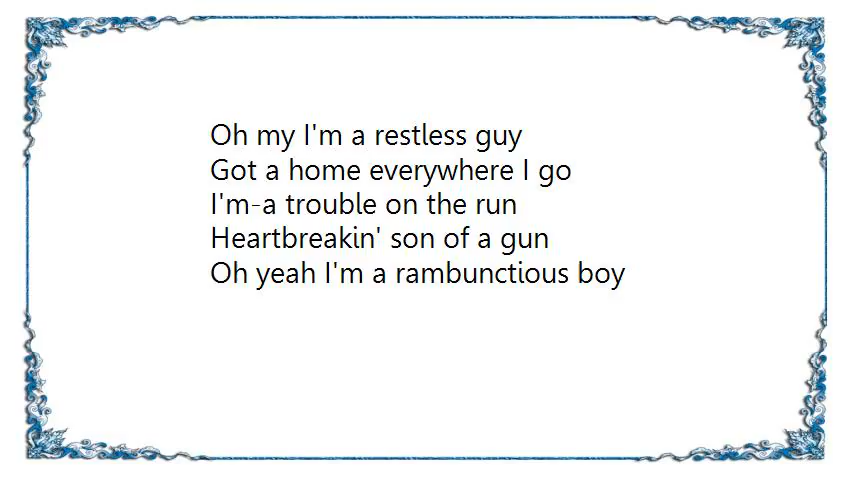 Oh my I'm a restless guy
Got a home everywhere I go
I'm-a trouble on the run
Heartbreakin' son of a gun
Oh yeah I'm a rambunctious boy